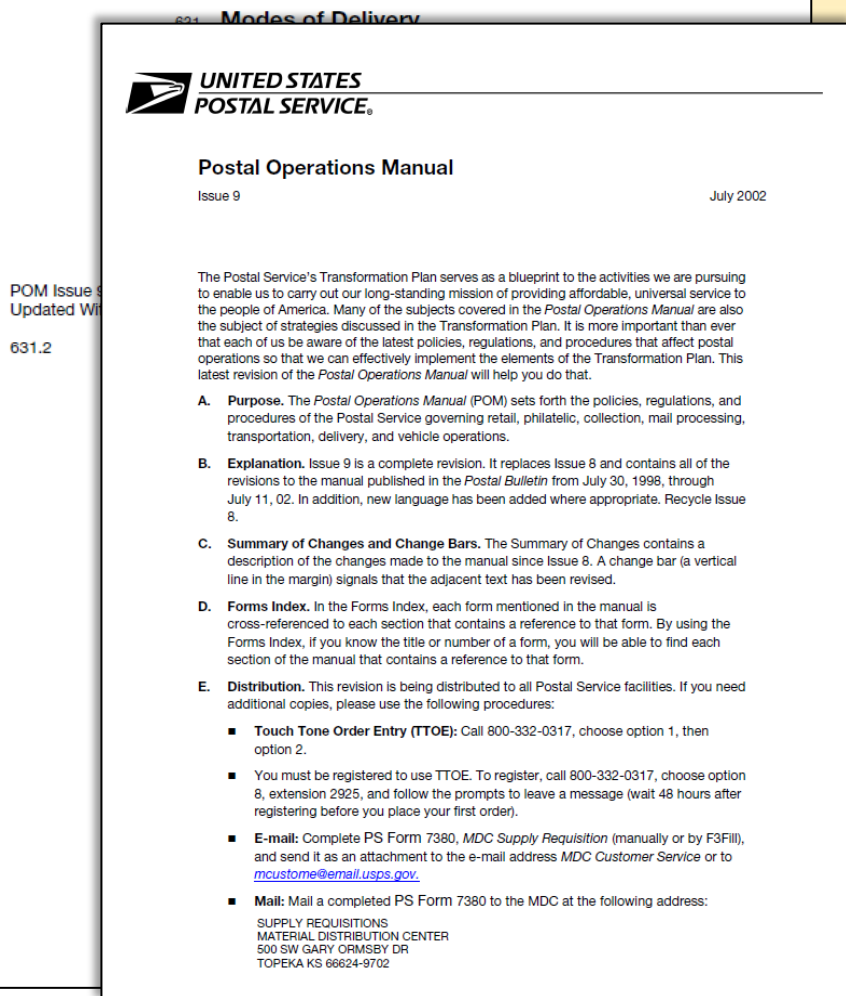 631 Modes of Delivery
UNITED STATES
POSTAL SERVICE®
Postal Operations Manual
Issue 9 July 2002
The Postal Service's Transformation Plan serves as a blueprint to the activities we are pursuing
to enable us to carry out our long-standing mission of providing affordable, universal service to
the people of America. Many of the subjects covered in the Postal Operations Manual are also
the subject of strategies discussed in the Transformation Plan. It is more important than ever
that each of us be aware of the latest policies, regulations, and procedures that affect postal
operations so that we can effectively implement the elements of the Transformation Plan. This
latest revision of the Postal Operations Manual will help you do that.
POM Issue 9
Updated Wi
631.2
A. Purpose. The Postal Operations Manual (POM) sets forth the policies, regulations, and
procedures of the Postal Service governing retail, philatelic, collection, mail processing,
transportation, delivery, and vehicle operations.
B. Explanation. Issue 9 is a complete revision. It replaces Issue 8 and contains all of the
revisions to the manual published in the Postal Bulletin from July 30, 1998, through
July 11, 02. In addition, new language has been added where appropriate. Recycle Issue
8.
C. Summary of Changes and Change Bars. The Summary of Changes contains a
description of the changes made to the manual since Issue 8. A change bar (a vertical
line in the margin) signals that the adjacent text has been revised.
D. Forms Index. In the Forms Index, each form mentioned in the manual is
cross-referenced to each section that contains a reference to that form. By using the
Forms Index, if you know the title or number of a form, you will be able to find each
section of the manual that contains a reference to that form.
E. Distribution. This revision is being distributed to all Postal Service facilities. If you need
additional copies, please use the following procedures:
■ Touch Tone Order Entry (TTOE): Call 800-332-0317, choose option 1, then
option 2.
■ You must be registered to use TTOE. To register, call 800-332-0317, choose option
8, extension 2925, and follow the prompts to leave a message (wait 48 hours after
registering before you place your first order).
■ E-mail: Complete PS Form 7380, MDC Supply Requisition (manually or by F3Fill),
and send it as an attachment to the e-mail address MDC Customer Service or to
mcustome@email.usps.gov.
■ Mail: Mail a completed PS Form 7380 to the MDC at the following address:
SUPPLY REQUISITIONS
MATERIAL DISTRIBUTION CENTER
500 SW GARY ORMSBY DR
TOPEKA KS 66624-9702